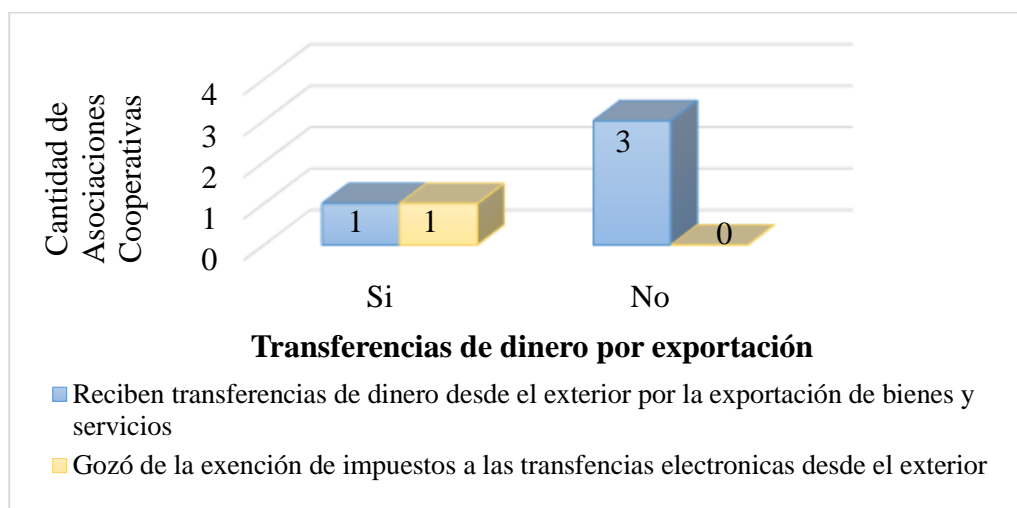 Cantidad de
Asociaciones
Cooperativas
4
3
2
1
0
1
1
3
0
Si
No
Transferencias de dinero por exportación
Reciben transferencias de dinero desde el exterior por la exportación de bienes y
servicios
Gozó de la exención de impuestos a las transfencias electronicas desde el exterior